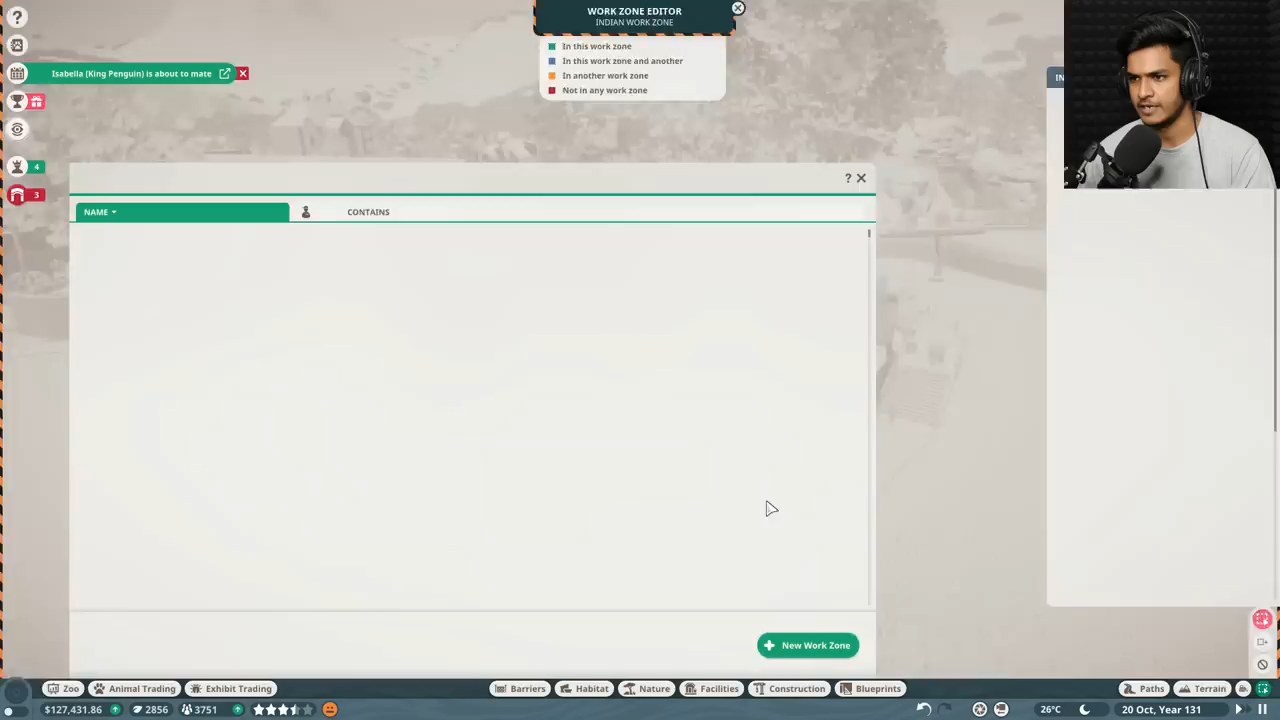 WORK ZONE EDITOR
INDIAN WORK ZONE
In this work zone
In this work zone and another
In another work zone
Not in any work zone
Isabella (King Penguin) is about to mate
4
3
IN
?
?
NAME
CONTAINS
New Work Zone
Zoo
Animal Trading
Exhibit Trading
Barriers
Habitat
Nature
Facilities
Construction
Blueprints
Paths
Terrain
$127,431.86
2856
3751
26°C
20 Oct, Year 131